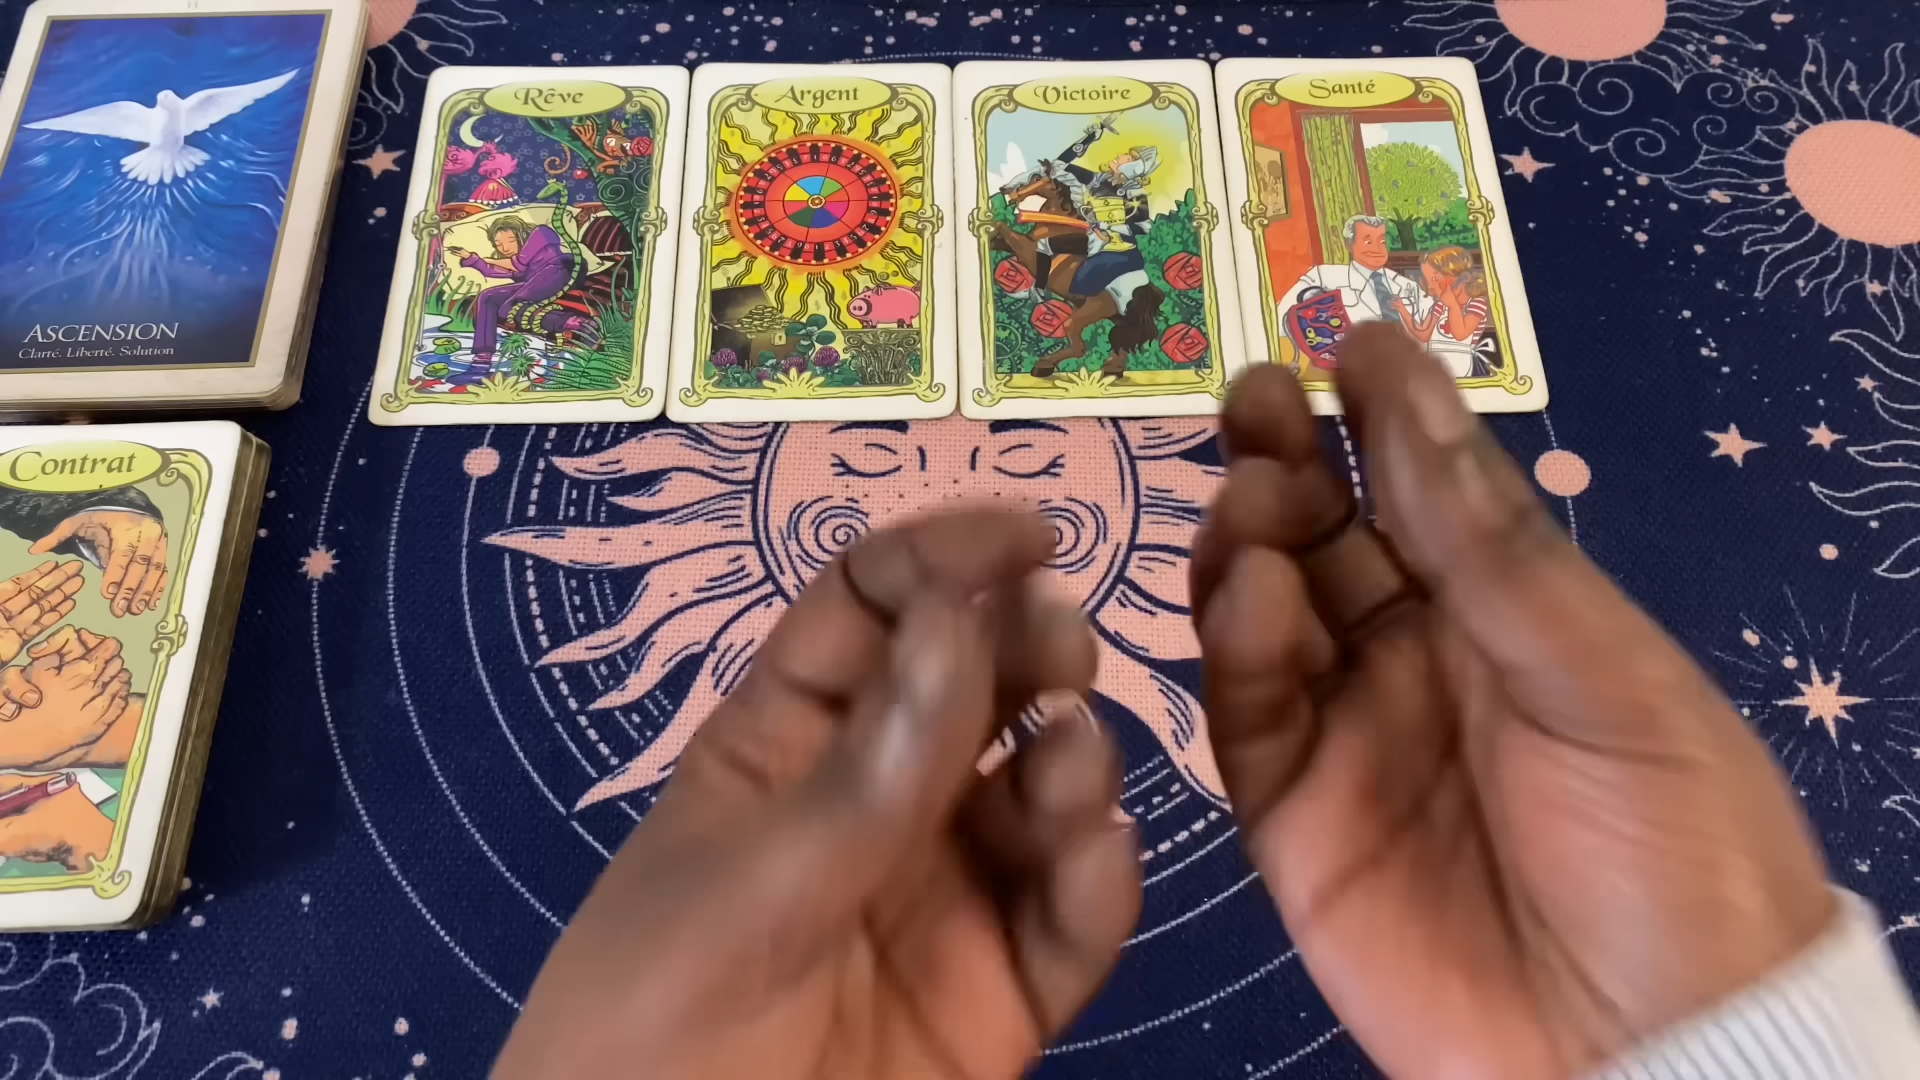 Rêve
Argent
Victoire
Santé
ASCENSION
Clarté. Liberté. Solution
Contrat